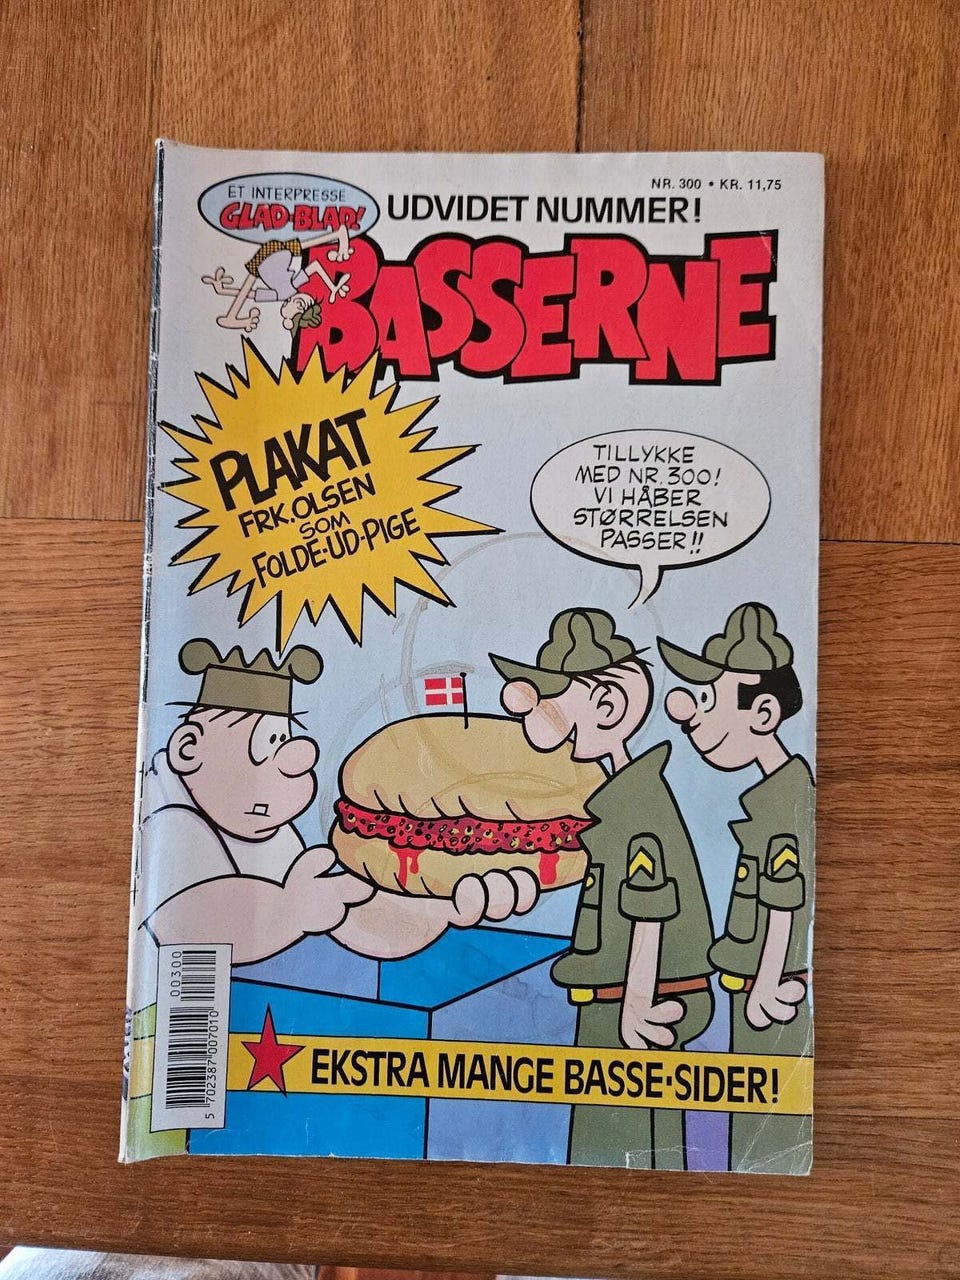 ET INTERPRESSE
GLAD-BLAD!
UDVIDET NUMMER!
NR. 300 • KR. 11,75
BASSERNE
PLAKAT
FRK. OLSEN
SOM
FOLDE-UD-PIGE
TILLYKKE
MED NR. 300!
VI HÅBER
STØRRELSEN
PASSER!!
00300
5 702387 007010
EKSTRA MANGE BASSE-SIDER!